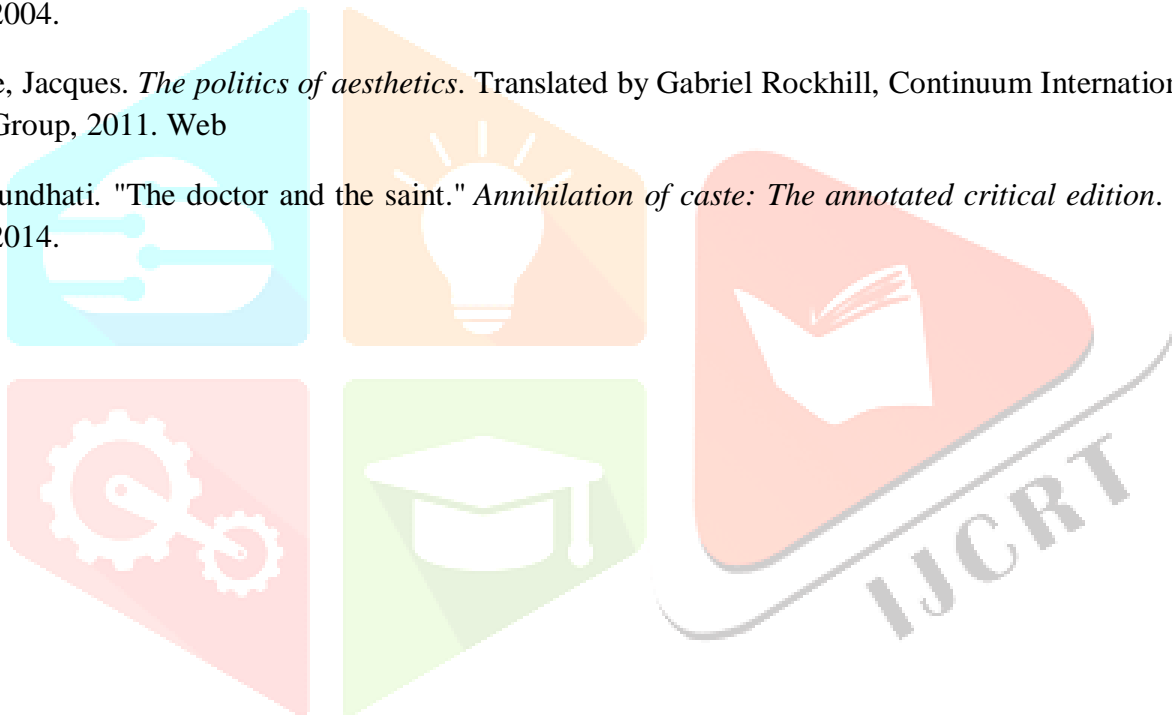 2004.
e, Jacques. The politics of aesthetics. Translated by Gabriel Rockhill, Continuum Internation
Group, 2011. Web
undhati. "The doctor and the saint." Annihilation of caste: The annotated critical edition.
2014.
IJCRT